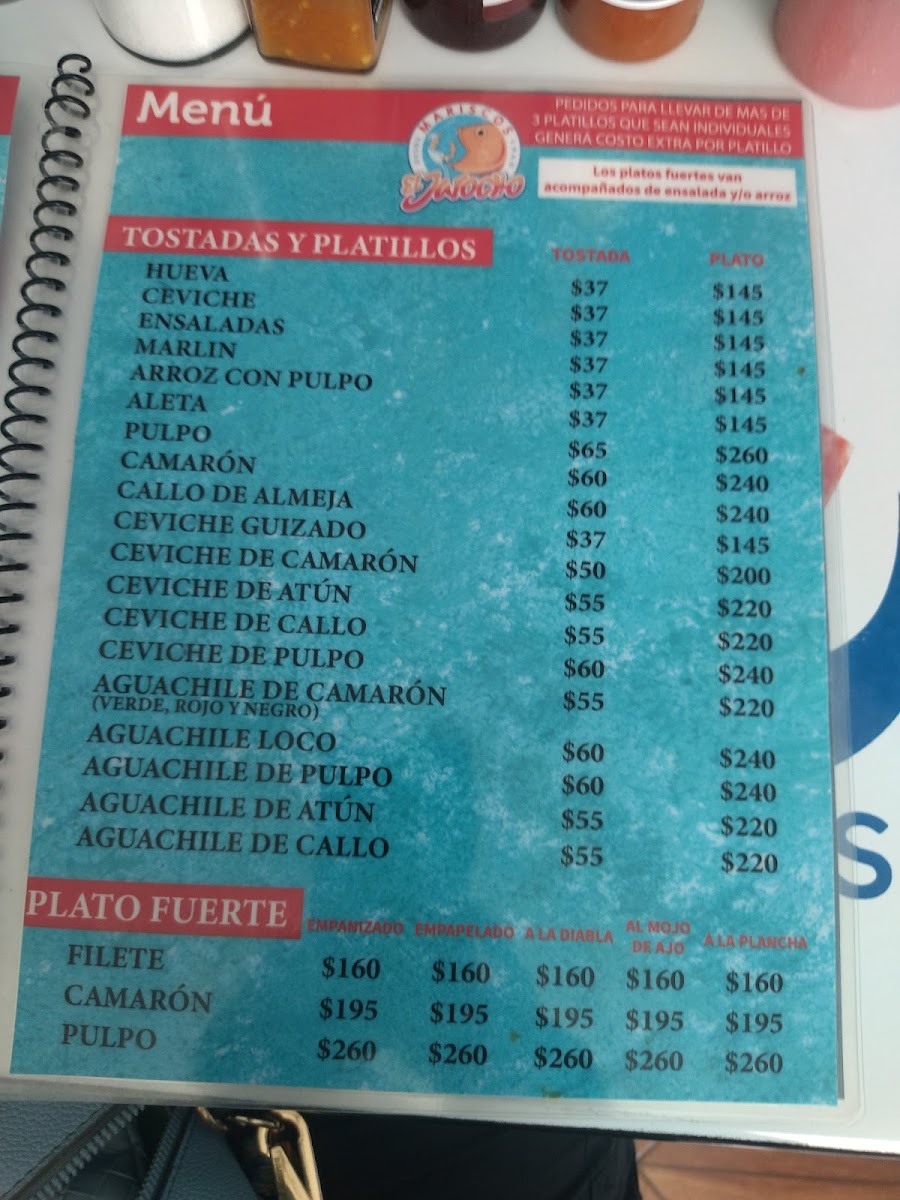 Menú
MARISCOS
El Jarocho
PEDIDOS PARA LLEVAR DE MAS DE
3 PLATILLOS QUE SEAN INDIVIDUALES
GENERA COSTO EXTRA POR PLATILLO
Los platos fuertes van
acompañados de ensalada y/o arroz
TOSTADAS Y PLATILLOS TOSTADA PLATO
HUEVA $37 $145
CEVICHE $37 $145
ENSALADAS $37 $145
MARLIN $37 $145
ARROZ CON PULPO $37 $145
ALETA $37 $145
PULPO $65 $260
CAMARÓN $60 $240
CALLO DE ALMEJA $60 $240
CEVICHE GUIZADO $37 $145
CEVICHE DE CAMARÓN $50 $200
CEVICHE DE ATÚN $55 $220
CEVICHE DE CALLO $55 $220
CEVICHE DE PULPO $60 $240
AGUACHILE DE CAMARÓN $55 $220
(VERDE, ROJO Y NEGRO)
AGUACHILE LOCO $60 $240
AGUACHILE DE PULPO $60 $240
AGUACHILE DE ATÚN $55 $220
AGUACHILE DE CALLO $55 $220
PLATO FUERTE EMPANIZADO EMPAPELADO A LA DIABLA AL MOJO DE AJO A LA PLANCHA
FILETE $160 $160 $160 $160 $160
CAMARÓN $195 $195 $195 $195 $195
PULPO $260 $260 $260 $260 $260
S